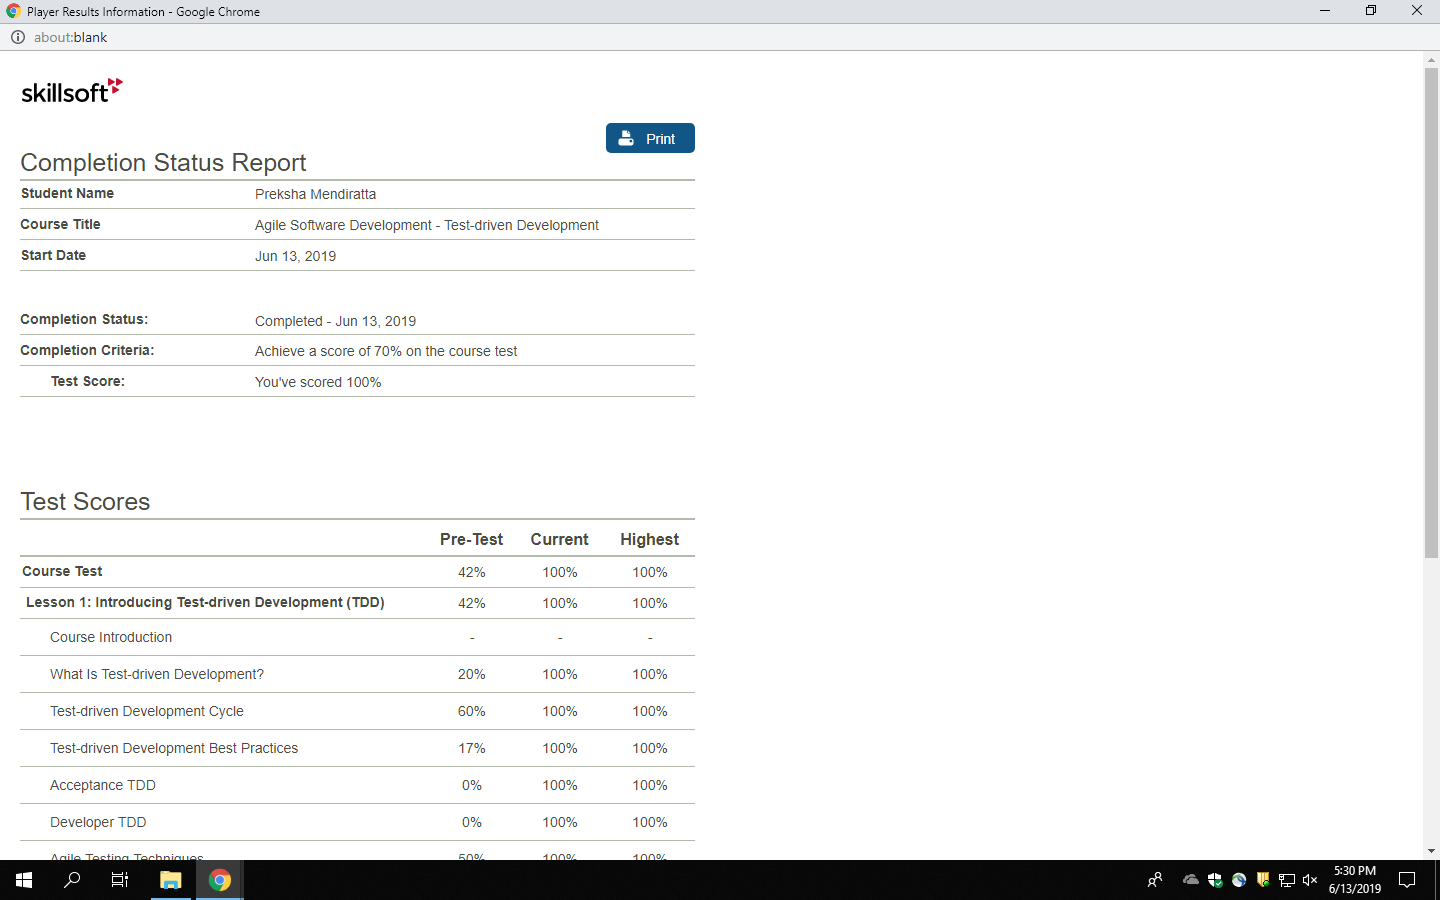 Player Results Information - Google Chrome
about:blank
skillsoft
Print
Completion Status Report
Student Name Preksha Mendiratta
Course Title Agile Software Development - Test-driven Development
Start Date Jun 13, 2019
Completion Status: Completed - Jun 13, 2019
Completion Criteria: Achieve a score of 70% on the course test
Test Score: You've scored 100%
Test Scores
Pre-Test Current Highest
Course Test 42% 100% 100%
Lesson 1: Introducing Test-driven Development (TDD) 42% 100% 100%
Course Introduction - - -
What Is Test-driven Development? 20% 100% 100%
Test-driven Development Cycle 60% 100% 100%
Test-driven Development Best Practices 17% 100% 100%
Acceptance TDD 0% 100% 100%
Developer TDD 0% 100% 100%
Agile Testing Techniques 50% 100% 100%
5:30 PM
6/13/2019